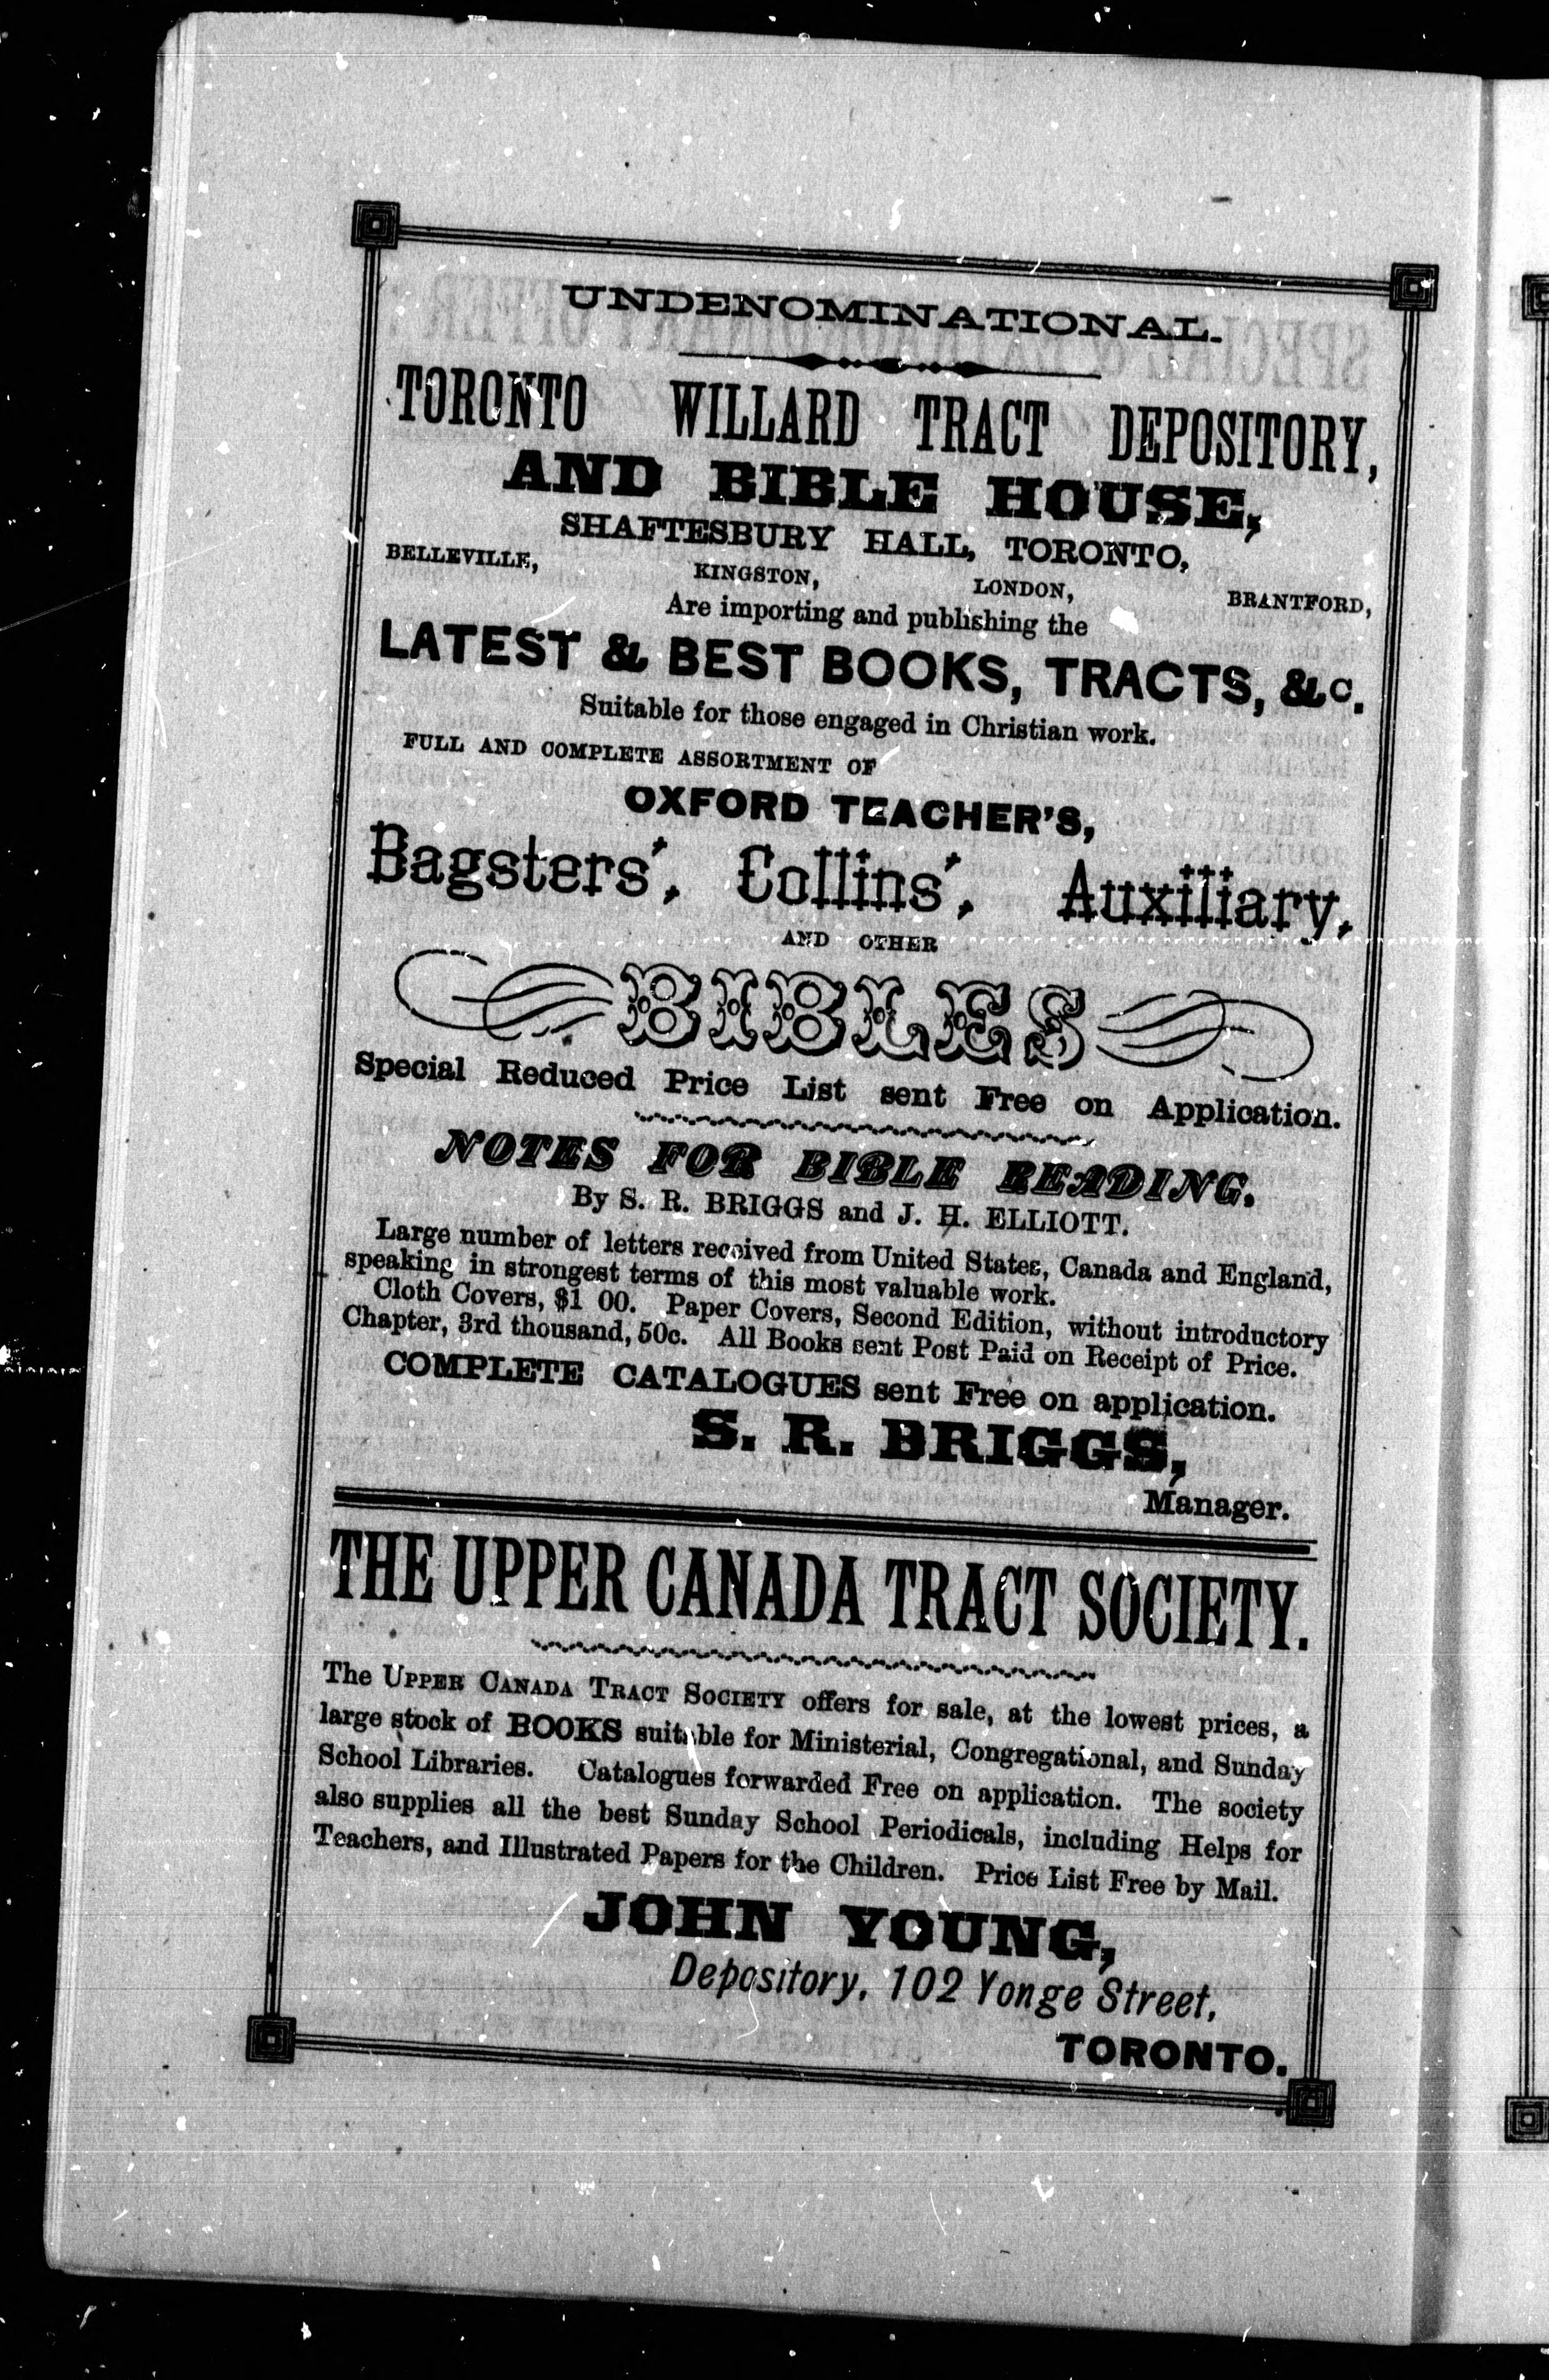 UNDENOMINATIONAL.
TORONTO WILLARD TRACT DEPOSITORY,
AND BIBLE HOUSE,
SHAFTESBURY HALL, TORONTO,
BELLEVILLE, KINGSTON, LONDON, BRANTFORD,
Are importing and publishing the
LATEST & BEST BOOKS, TRACTS, &c.
Suitable for those engaged in Christian work.
FULL AND COMPLETE ASSORTMENT OF
OXFORD TEACHER'S,
Bagsters', Collins', Auxiliary,
AND OTHER
BIBLES
Special Reduced Price List sent Free on Application.
NOTES FOR BIBLE READING.
By S. R. BRIGGS and J. H. ELLIOTT.
Large number of letters received from United States, Canada and England,
speaking in strongest terms of this most valuable work.
Cloth Covers, $1 00. Paper Covers, Second Edition, without introductory
Chapter, 3rd thousand, 50c. All Books sent Post Paid on Receipt of Price.
COMPLETE CATALOGUES sent Free on application.
S. R. BRIGGS,
Manager.
THE UPPER CANADA TRACT SOCIETY.
The UPPER CANADA TRACT SOCIETY offers for sale, at the lowest prices, a
large stock of BOOKS suitable for Ministerial, Congregational, and Sunday
School Libraries. Catalogues forwarded Free on application. The society
also supplies all the best Sunday School Periodicals, including Helps for
Teachers, and Illustrated Papers for the Children. Price List Free by Mail.
JOHN YOUNG,
Depository, 102 Yonge Street,
TORONTO.